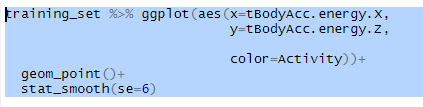 training_set %>% ggplot(aes(x=tBodyAcc.energy.X,
y=tBodyAcc.energy.Z,
color=Activity))+
geom_point()+
stat_smooth(se=6)